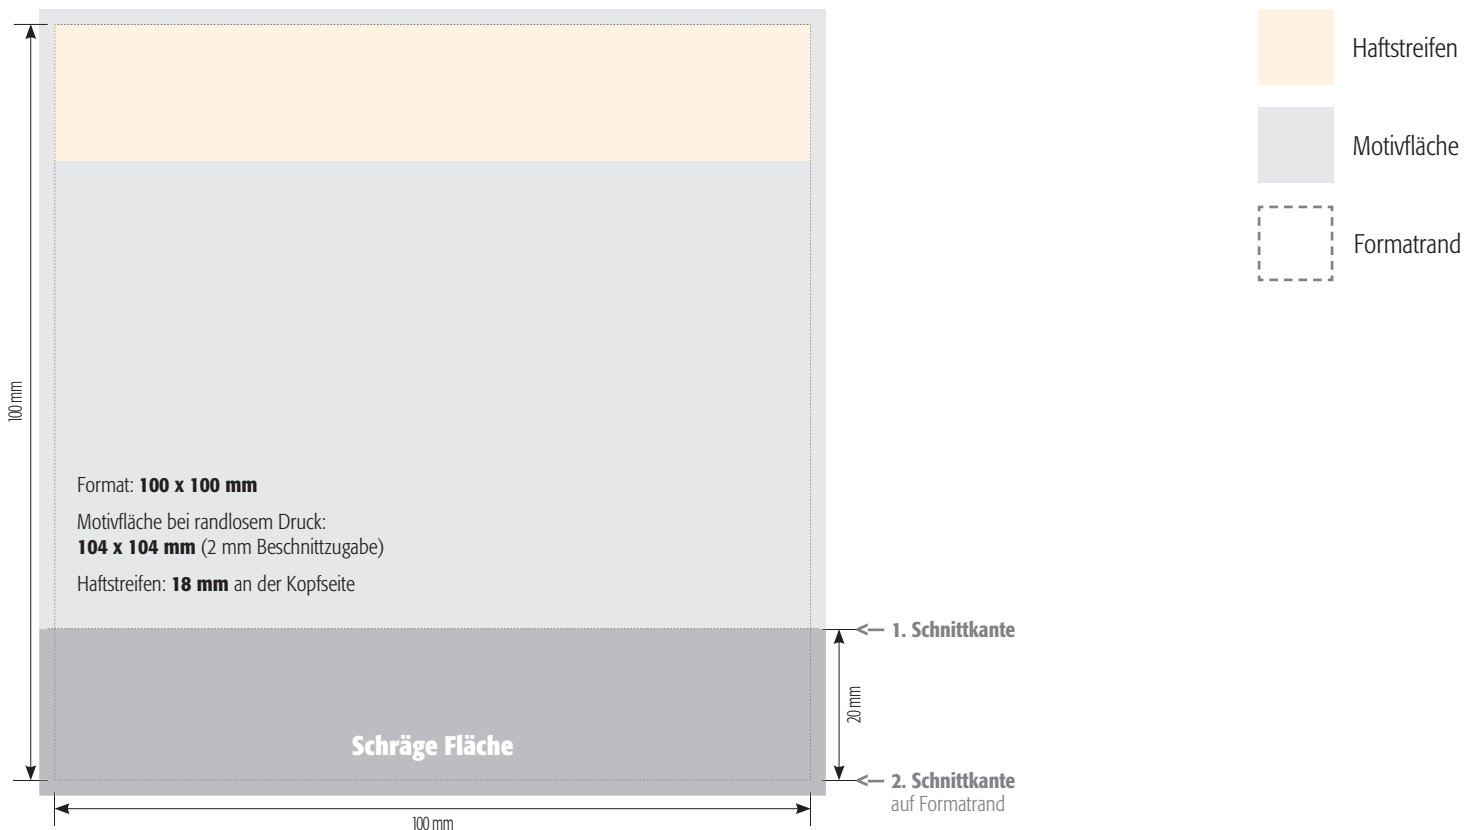 Haftstreifen
Motivfläche
Formatrand
100 mm
Format: 100 x 100 mm
Motivfläche bei randlosem Druck:
104 x 104 mm (2 mm Beschnittzugabe)
Haftstreifen: 18 mm an der Kopfseite
1. Schnittkante
20 mm
Schräge Fläche
2. Schnittkante
auf Formatrand
100 mm